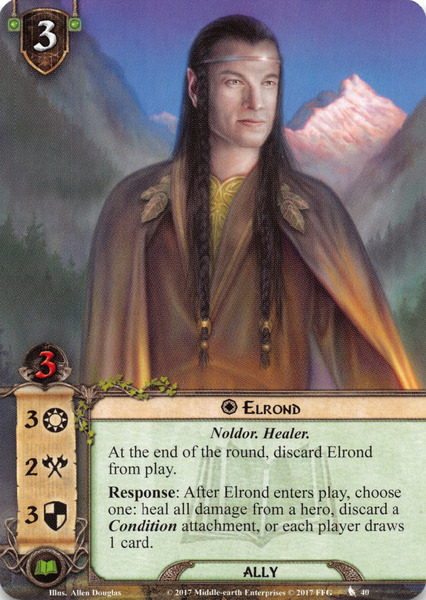 3
3
3
2
3
Elrond
Noldor. Healer.
At the end of the round, discard Elrond
from play.
Response: After Elrond enters play, choose
one: heal all damage from a hero, discard a
Condition attachment, or each player draws
1 card.
ALLY
Illus. Allen Douglas
© 2017 Middle-earth Enterprises © 2017 FFG
40